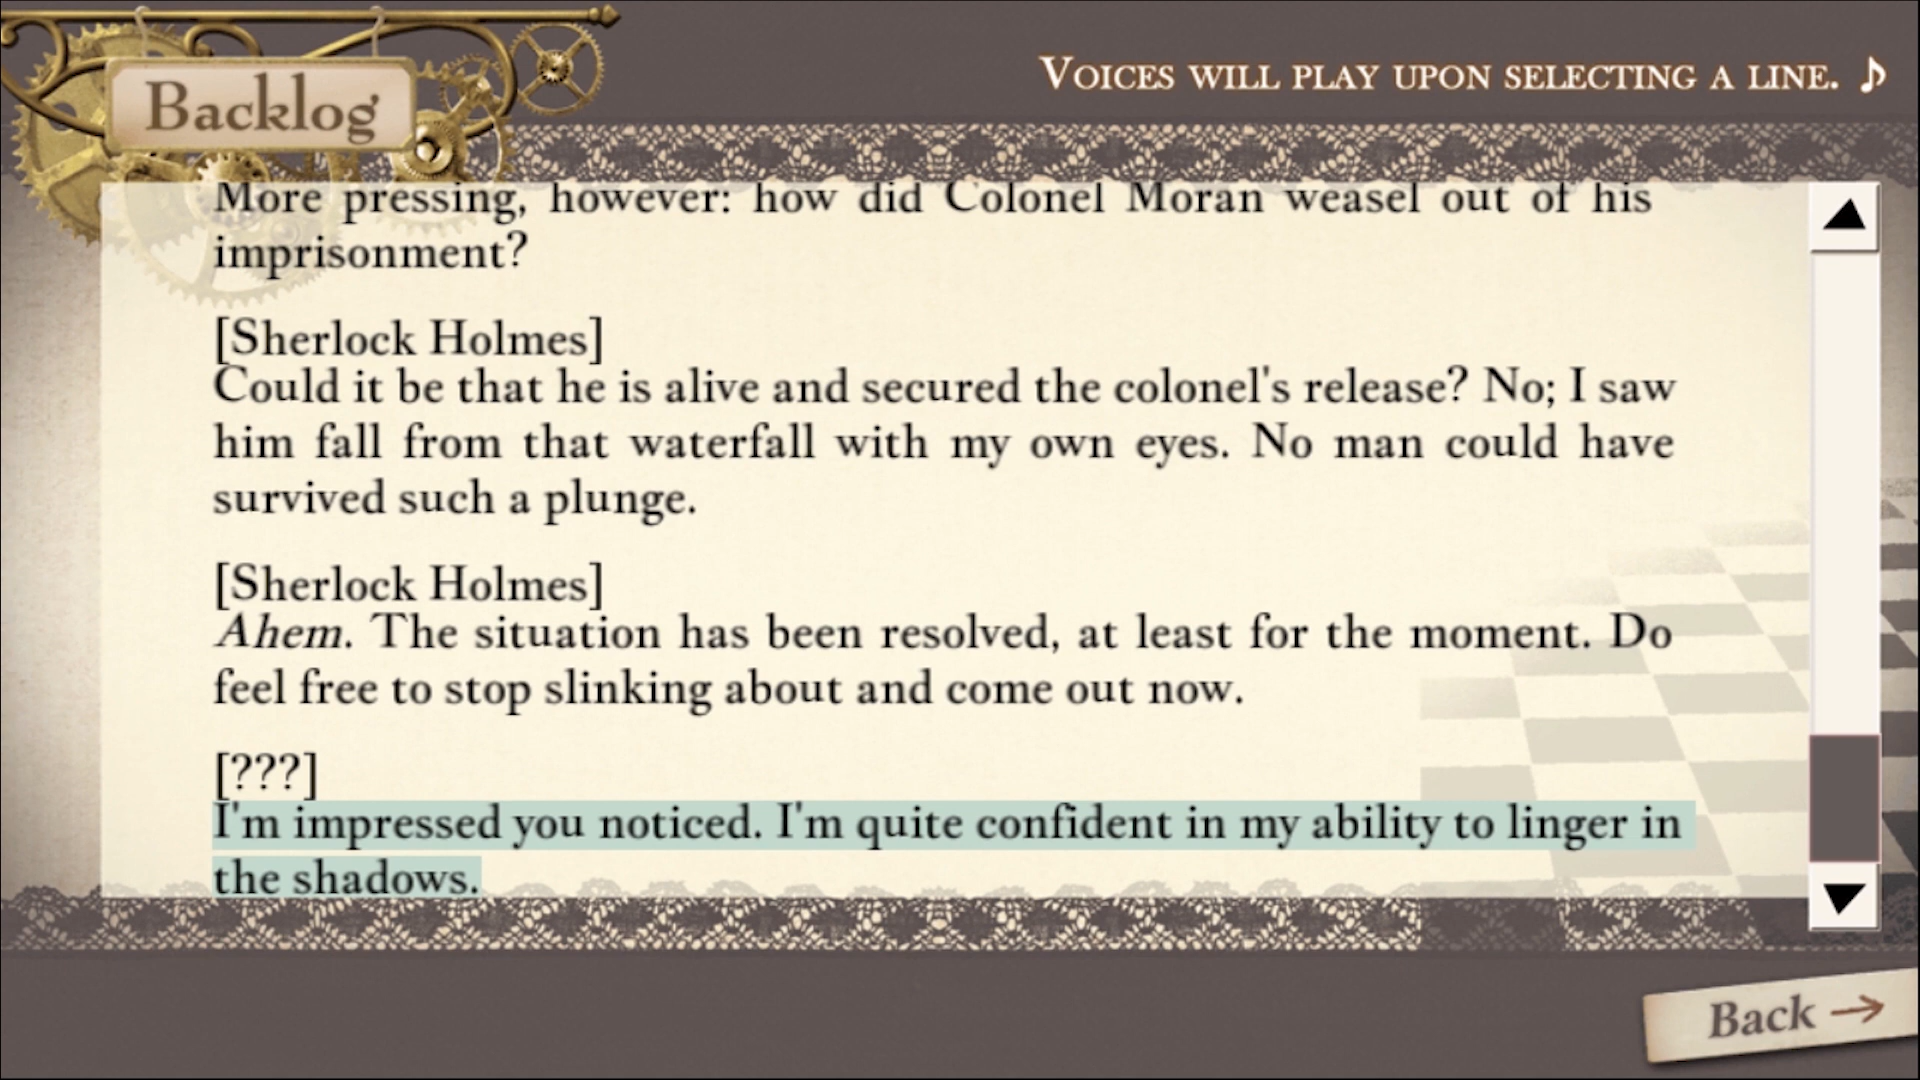 Backlog
VOICES WILL PLAY UPON SELECTING A LINE. ♪
More pressing, however: how did Colonel Moran weasel out of his
imprisonment?
[Sherlock Holmes]
Could it be that he is alive and secured the colonel's release? No; I saw
him fall from that waterfall with my own eyes. No man could have
survived such a plunge.
[Sherlock Holmes]
Ahem. The situation has been resolved, at least for the moment. Do
feel free to stop slinking about and come out now.
[???]
I'm impressed you noticed. I'm quite confident in my ability to linger in
the shadows.
Back →